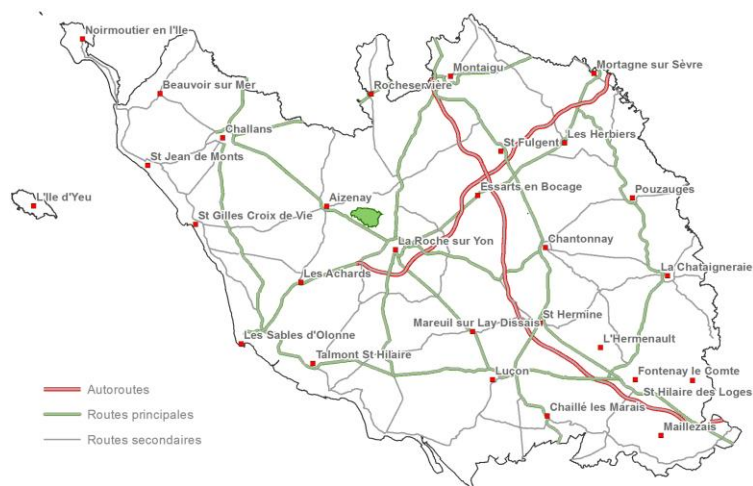 Noirmoutier en l'Ile
Montaigu
Mortagne sur Sèvre
Beauvoir sur Mer
Rocheservière
Challans
St Fulgent
Les Herbiers
St Jean de Monts
L'Ile d'Yeu
Aizenay
Essarts en Bocage
Pouzauges
St Gilles Croix de Vie
La Roche sur Yon
Chantonnay
Les Achards
La Chataigneraie
Les Sables d'Olonne
Mareuil sur Lay-Dissais
St Hermine
L'Hermenault
Talmont St Hilaire
Luçon
Fontenay le Comte
St Hilaire des Loges
Autoroutes
Routes principales
Routes secondaires
Chaillé les Marais
Maillezais